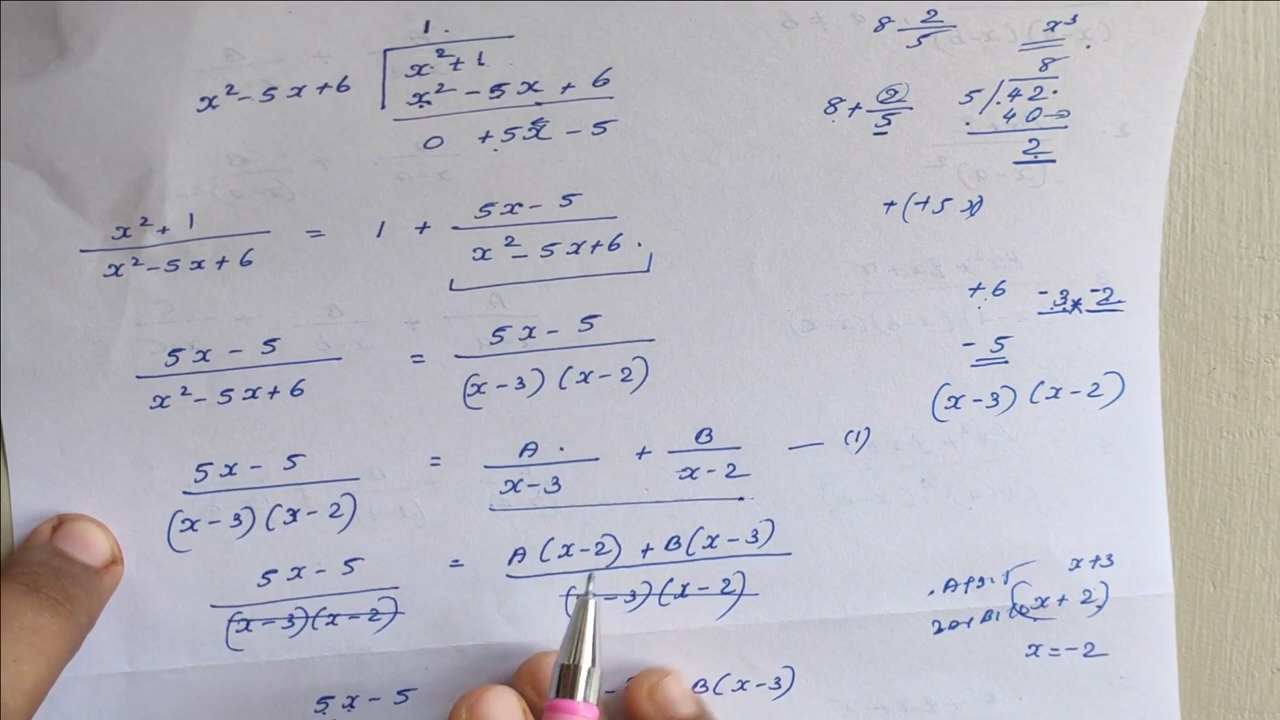 1.
x² - 5x + 6
x² + 1
x² - 5x + 6
0 + 5x - 5
x² + 1 / x² - 5x + 6 = 1 + 5x - 5 / x² - 5x + 6.
5x - 5 / x² - 5x + 6 = 5x - 5 / (x - 3) (x - 2)
5x - 5 / (x - 3) (x - 2) = A. / x - 3 + B / x - 2 — (1)
5x - 5 / (x - 3)(x - 2) = A(x - 2) + B(x - 3) / - 3)(x - 2)
5x - 5 B(x - 3)
8 2/5
x³.
8
8 + 2/5
5 42.
40
2
+(+5x)
+6 -3 × -2
- 5
(x - 3) (x - 2)
x+3
(x + 2)
x = -2